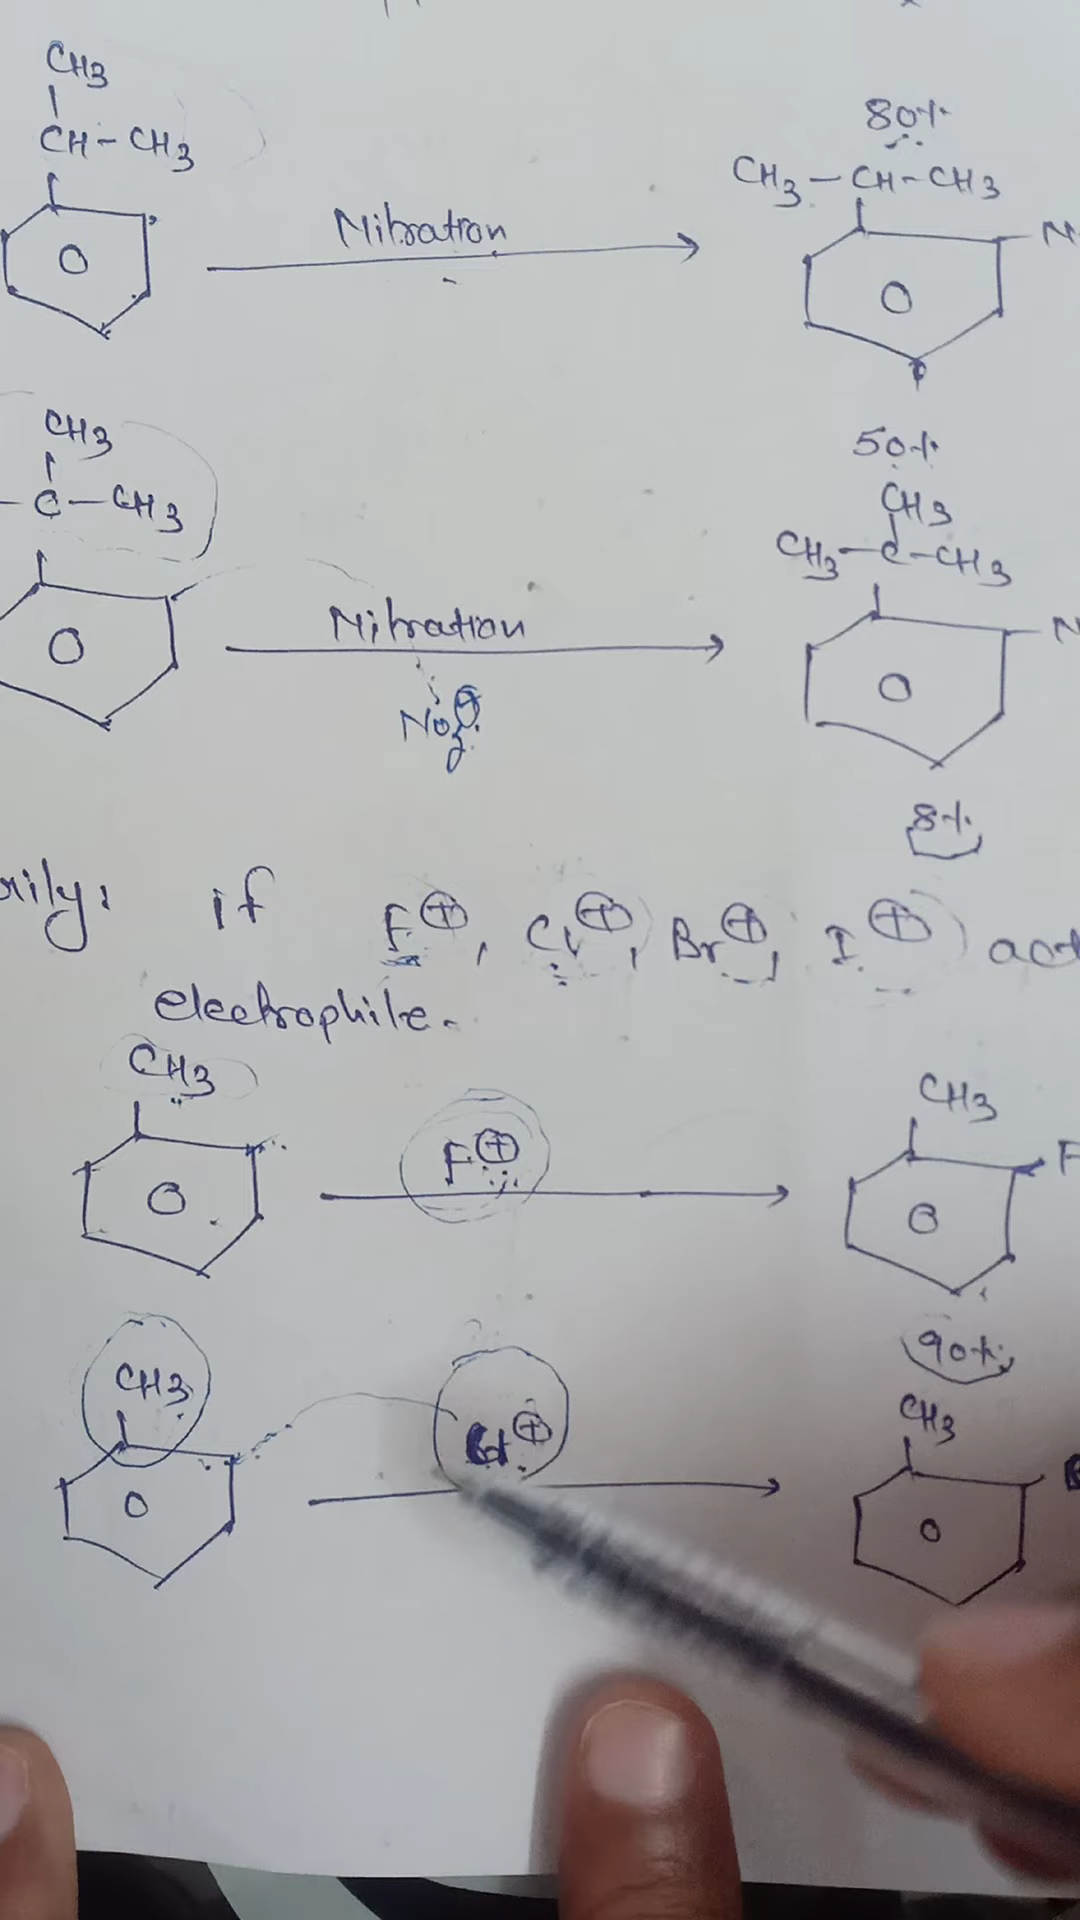 CH3
CH-CH3
Nitration
80%
CH3-CH-CH3
50%
CH3
-C-CH3
Nitration
NO2⊕
CH3
CH3-C-CH3
8%
if F⊕, Cl⊕, Br⊕, I⊕
electrophile.
CH3
F⊕
CH3
F
90%
CH3
CH3